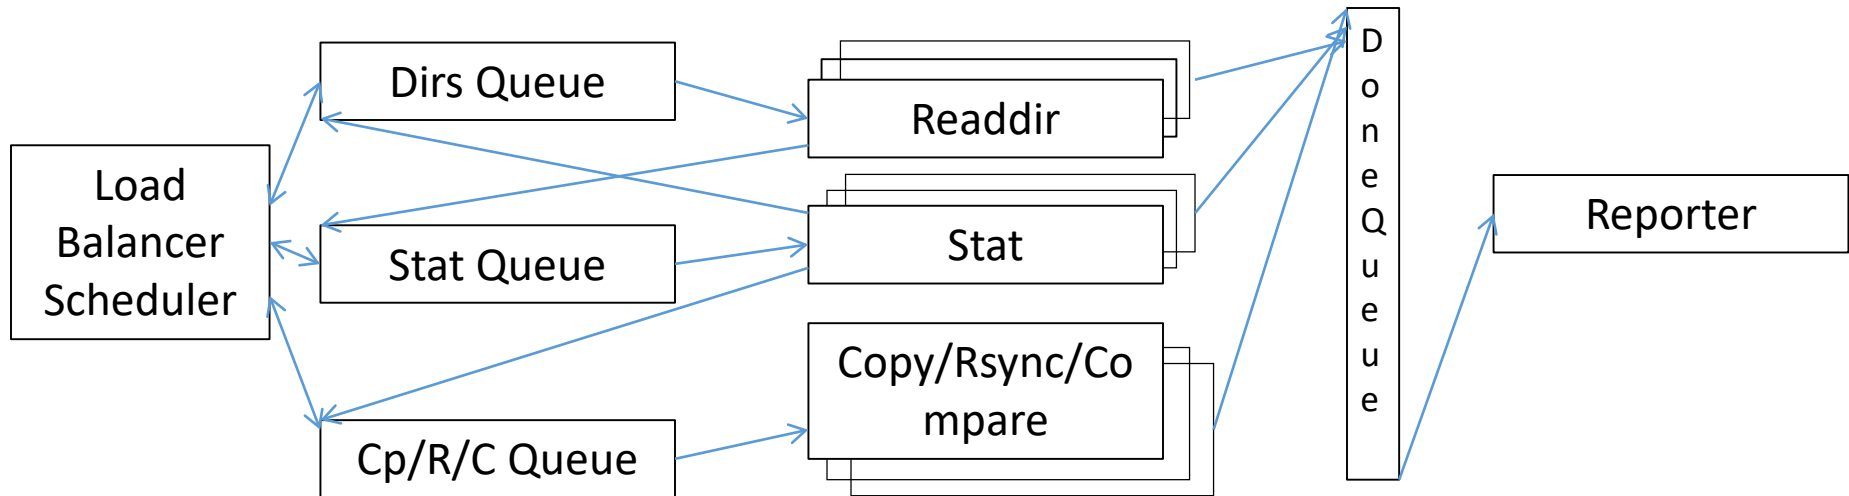 Load
Balancer
Scheduler
Dirs Queue
Stat Queue
Cp/R/C Queue
Readdir
Stat
Copy/Rsync/Co
mpare
D
o
n
e
Q
u
e
u
e
Reporter